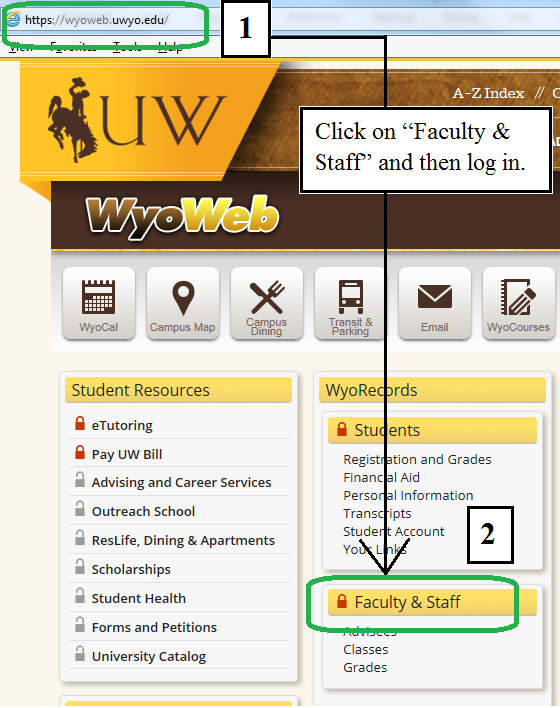 https://wyoweb.uwyo.edu/
1
View Favorites Tools Help
A-Z Index //
UW
Click on “Faculty &
Staff” and then log in.
WyoWeb
WyoCal
Campus Map
Campus
Dining
Transit &
Parking
Email
WyoCourses
Student Resources
eTutoring
Pay UW Bill
Advising and Career Services
Outreach School
ResLife, Dining & Apartments
Scholarships
Student Health
Forms and Petitions
University Catalog
WyoRecords
Students
Registration and Grades
Financial Aid
Personal Information
Transcripts
Student Account
Your Links
2
Faculty & Staff
Advisees
Classes
Grades